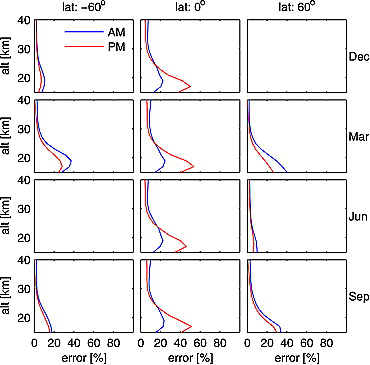 lat: −60° lat: 0° lat: 60°
alt [km] 40 30 20 AM PM Dec
alt [km] 40 30 20 Mar
alt [km] 40 30 20 Jun
alt [km] 40 30 20 Sep
0 20 40 60 80 0 20 40 60 80 0 20 40 60 80
error [%] error [%] error [%]